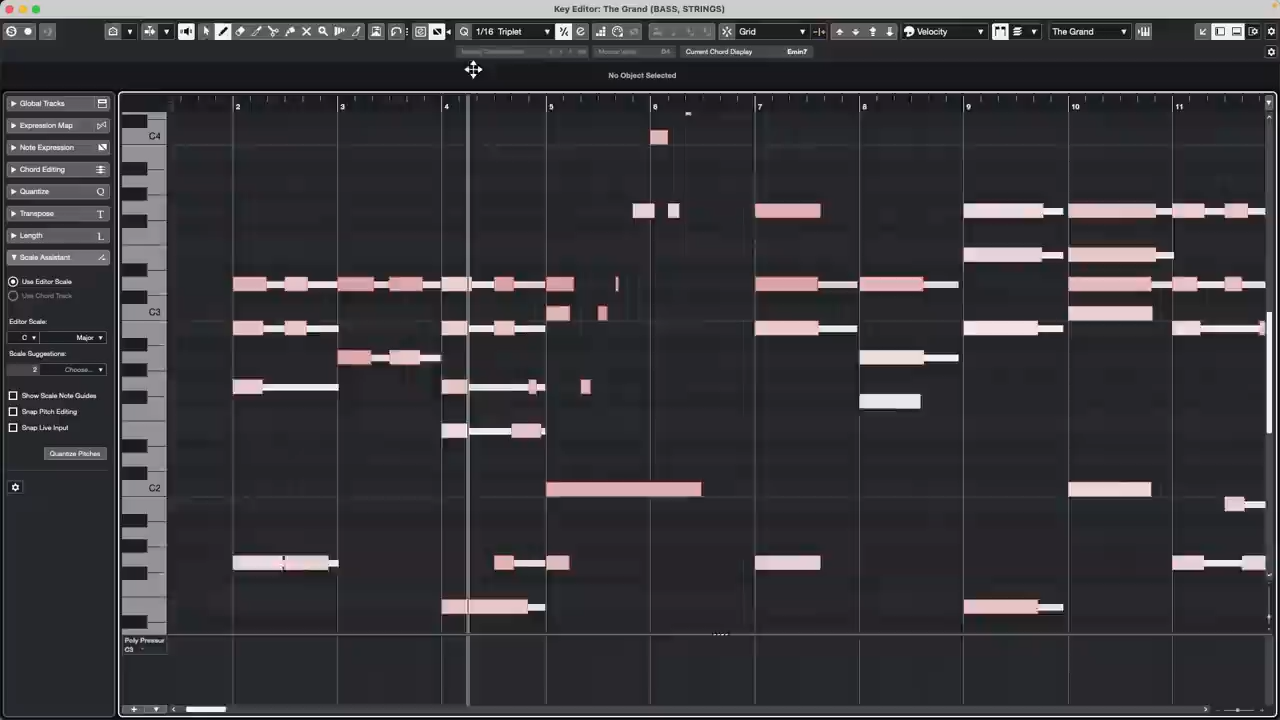 Key Editor: The Grand (BASS, STRINGS)
1/16 Triplet
Grid
Velocity
The Grand
Current Chord Display
Emin7
No Object Selected
2 3 4 5 6 7 8 9 10 11
Global Tracks
Expression Map
Note Expression
Chord Editing
Quantize
Transpose
Length
Scale Assistant
Use Editor Scale
Use Chord Track
Editor Scale:
C Major
Scale Suggestions:
2 Choose...
Show Scale Note Guides
Snap Pitch Editing
Snap Live Input
Quantize Pitches
C4
C3
C2
Poly Pressur
C3